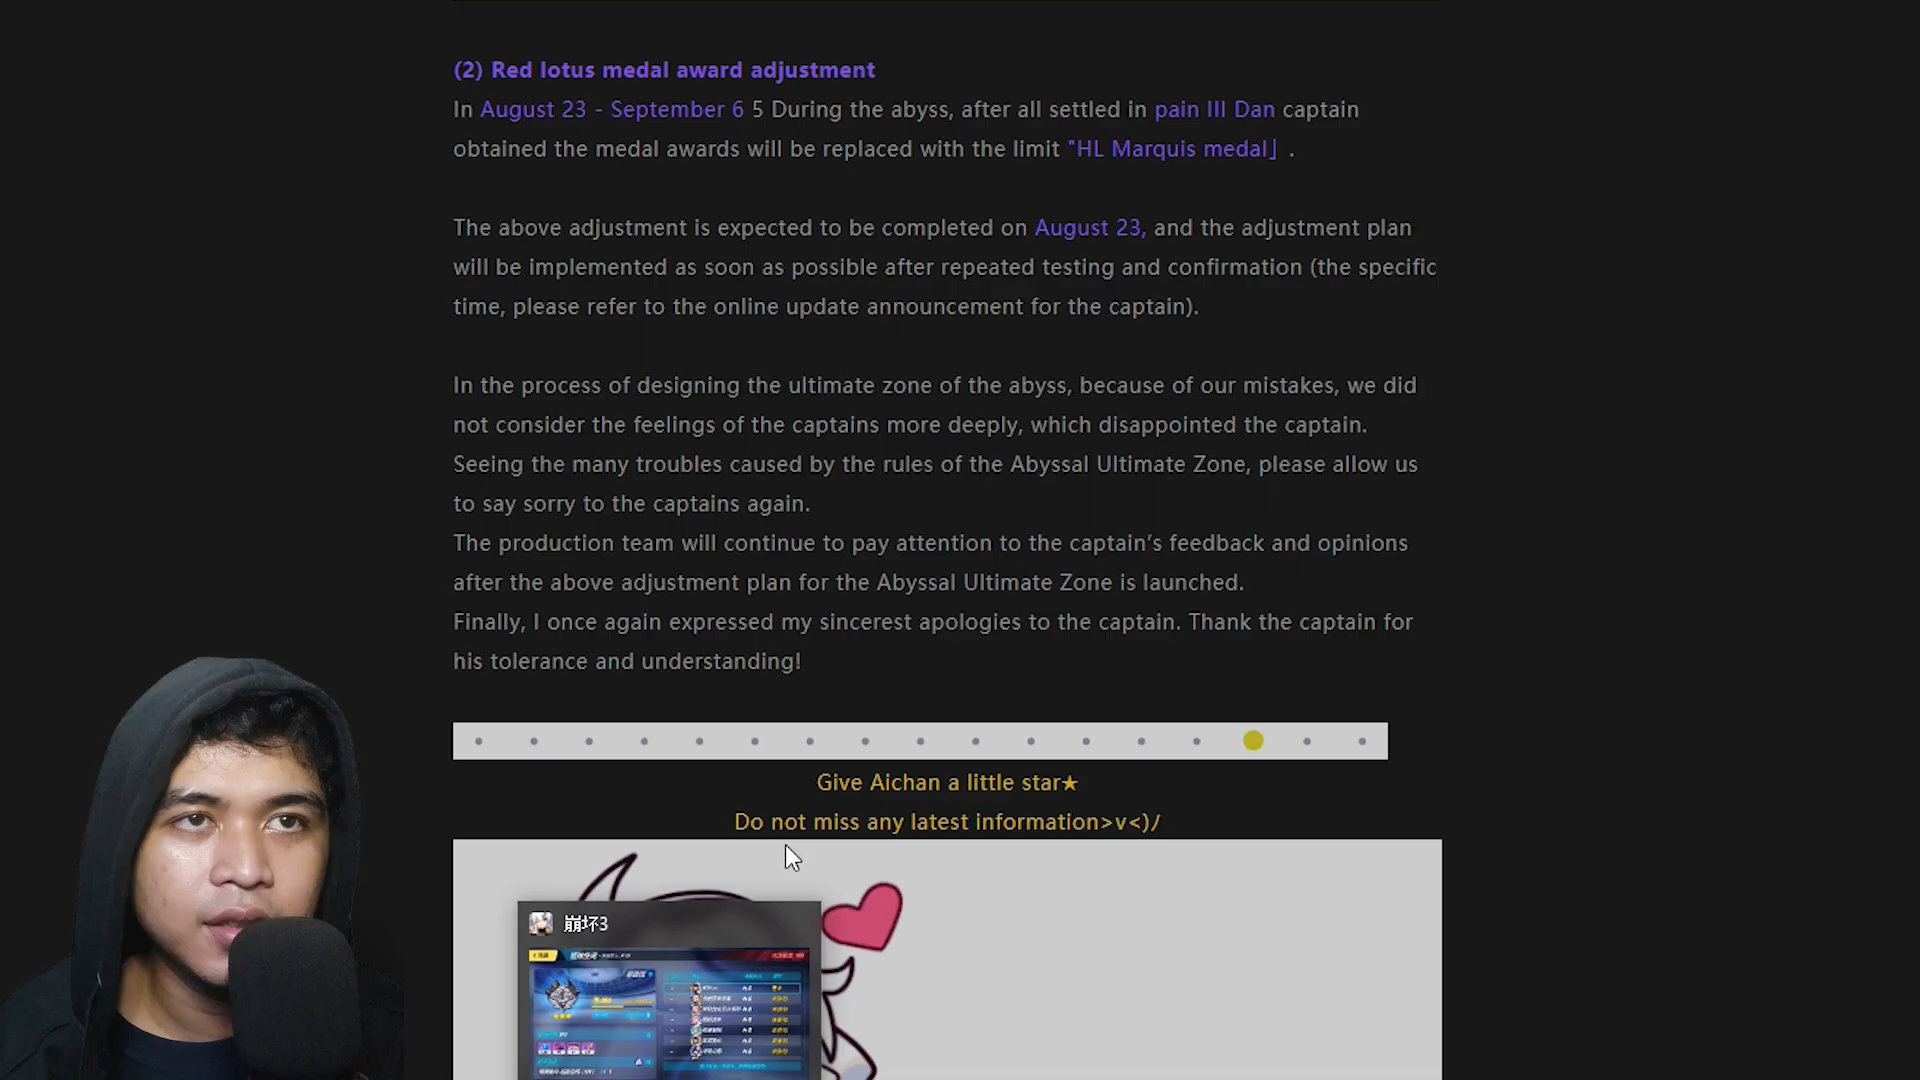 (2) Red lotus medal award adjustment
In August 23 - September 6 5 During the abyss, after all settled in pain III Dan captain
obtained the medal awards will be replaced with the limit "HL Marquis medal」 .
The above adjustment is expected to be completed on August 23, and the adjustment plan
will be implemented as soon as possible after repeated testing and confirmation (the specific
time, please refer to the online update announcement for the captain).
In the process of designing the ultimate zone of the abyss, because of our mistakes, we did
not consider the feelings of the captains more deeply, which disappointed the captain.
Seeing the many troubles caused by the rules of the Abyssal Ultimate Zone, please allow us
to say sorry to the captains again.
The production team will continue to pay attention to the captain's feedback and opinions
after the above adjustment plan for the Abyssal Ultimate Zone is launched.
Finally, I once again expressed my sincerest apologies to the captain. Thank the captain for
his tolerance and understanding!
Give Aichan a little star★
Do not miss any latest information>v<)/
崩坏3